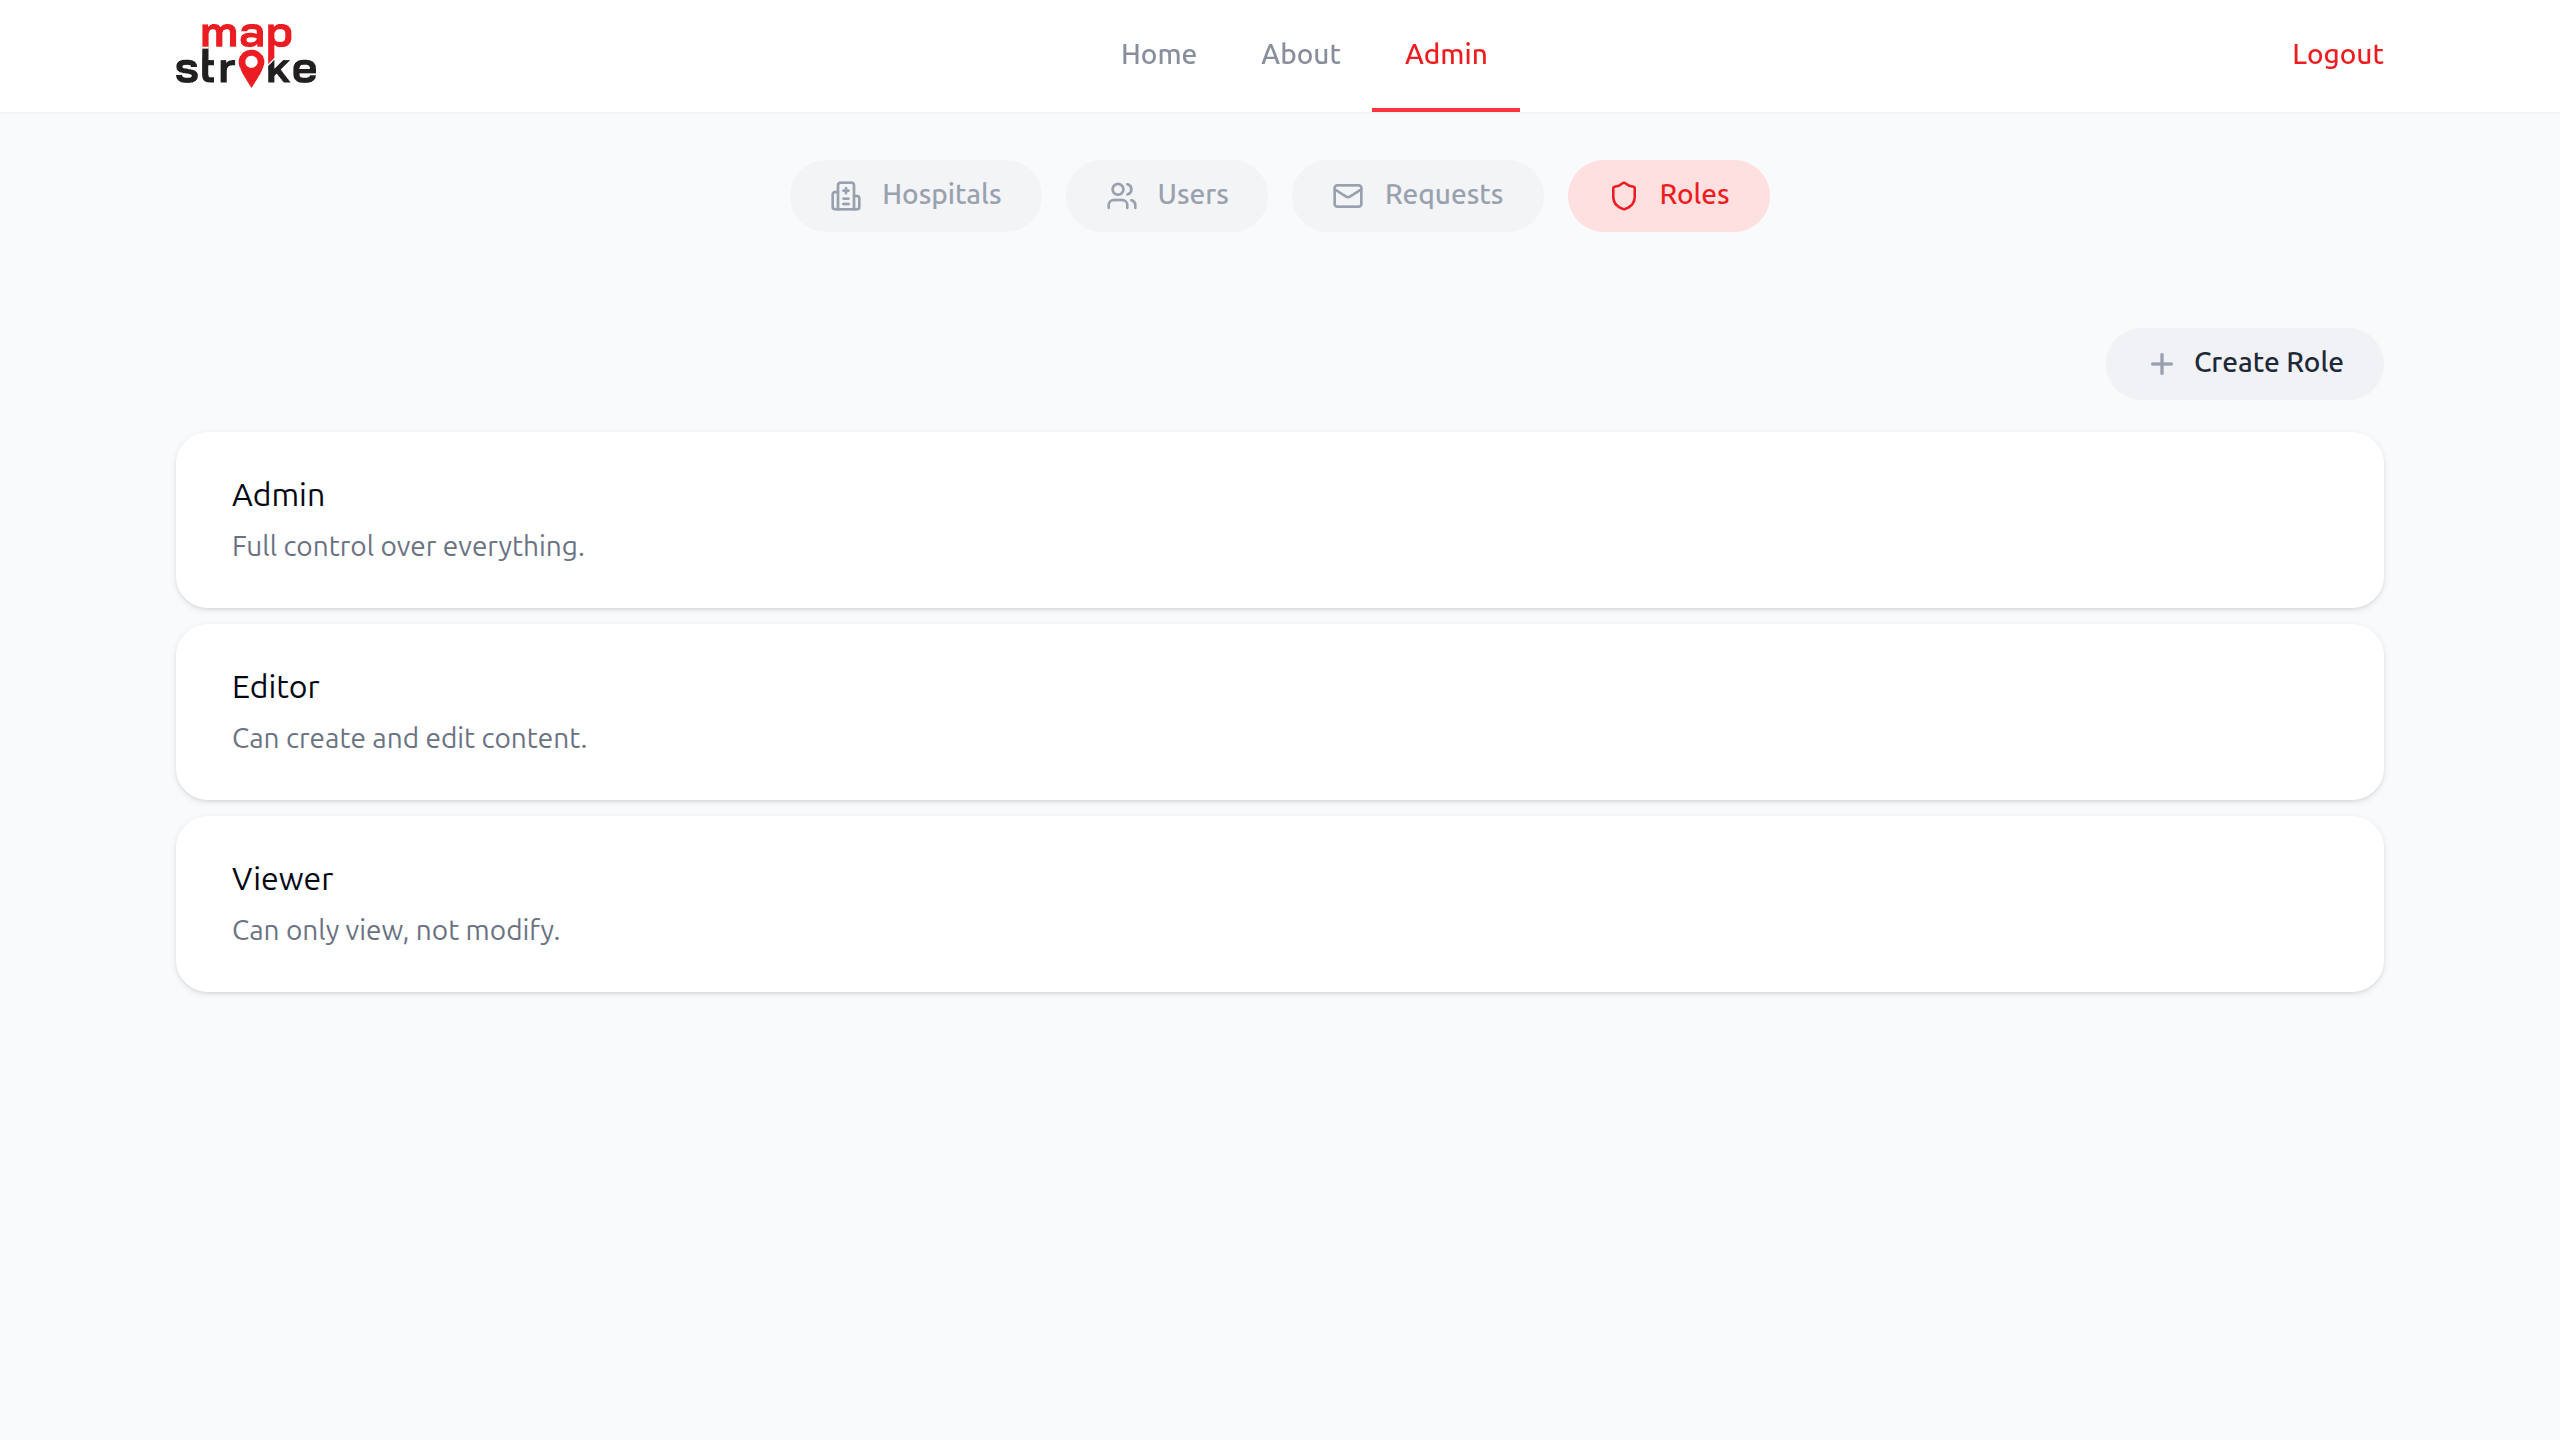 map
stroke
Home About Admin Logout
Hospitals Users Requests Roles
Create Role
Admin
Full control over everything.
Editor
Can create and edit content.
Viewer
Can only view, not modify.